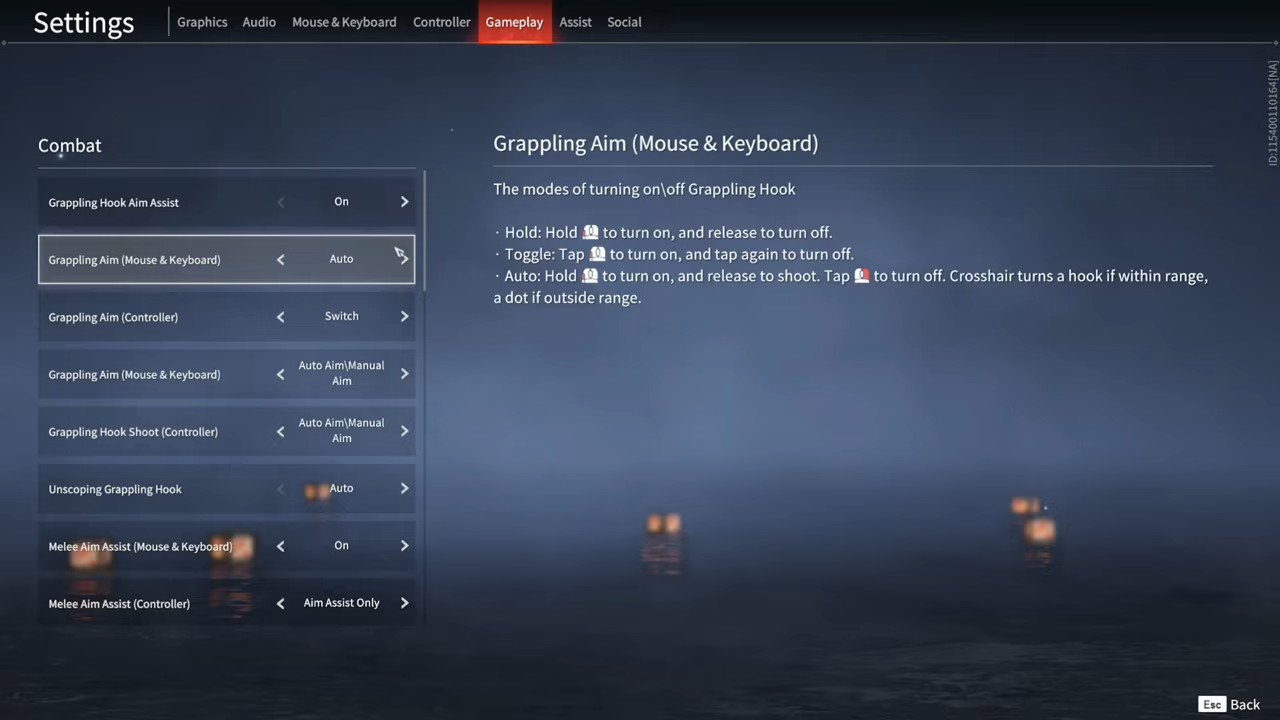 Settings
Graphics
Audio
Mouse & Keyboard
Controller
Gameplay
Assist
Social
ID:115400110164[NA]
Combat
Grappling Hook Aim Assist
On
Grappling Aim (Mouse & Keyboard)
Auto
Grappling Aim (Controller)
Switch
Grappling Aim (Mouse & Keyboard)
Auto Aim\Manual
Aim
Grappling Hook Shoot (Controller)
Auto Aim\Manual
Aim
Unscoping Grappling Hook
Auto
Melee Aim Assist (Mouse & Keyboard)
On
Melee Aim Assist (Controller)
Aim Assist Only
Grappling Aim (Mouse & Keyboard)
The modes of turning on\off Grappling Hook
· Hold: Hold to turn on, and release to turn off.
· Toggle: Tap to turn on, and tap again to turn off.
· Auto: Hold to turn on, and release to shoot. Tap to turn off. Crosshair turns a hook if within range,
a dot if outside range.
Esc Back